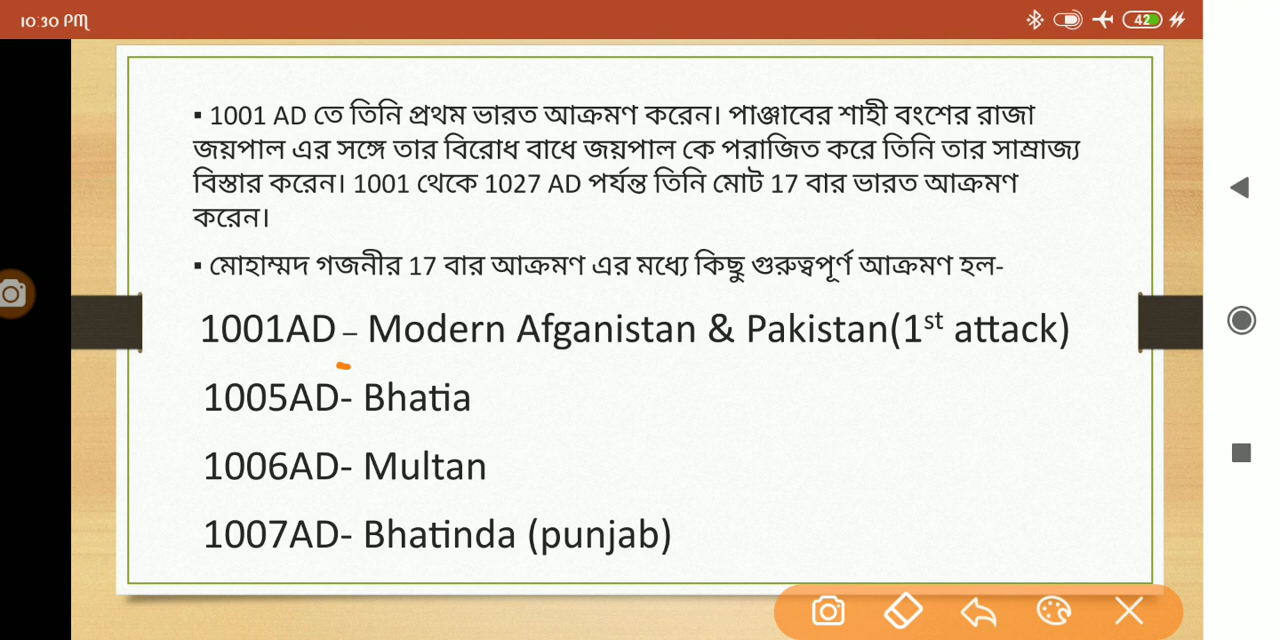 10:30 PM
42
▪ 1001 AD তে তিনি প্রথম ভারত আক্রমণ করেন। পাঞ্জাবের শাহী বংশের রাজা
জয়পাল এর সঙ্গে তার বিরোধ বাধে জয়পাল কে পরাজিত করে তিনি তার সাম্রাজ্য
বিস্তার করেন। 1001 থেকে 1027 AD পর্যন্ত তিনি মোট 17 বার ভারত আক্রমণ
করেন।
▪ মোহাম্মদ গজনীর 17 বার আক্রমণ এর মধ্যে কিছু গুরুত্বপূর্ণ আক্রমণ হল-
1001AD – Modern Afganistan & Pakistan(1st attack)
1005AD- Bhatia
1006AD- Multan
1007AD- Bhatinda (punjab)